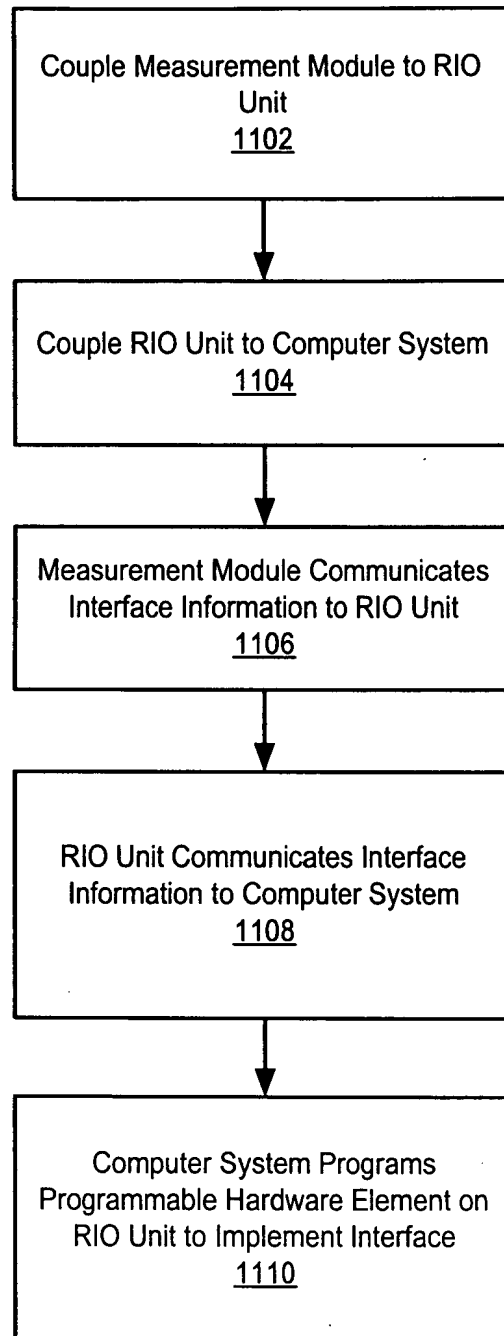 Couple Measurement Module to RIO
Unit
1102
Couple RIO Unit to Computer System
1104
Measurement Module Communicates
Interface Information to RIO Unit
1106
RIO Unit Communicates Interface
Information to Computer System
1108
Computer System Programs
Programmable Hardware Element on
RIO Unit to Implement Interface
1110